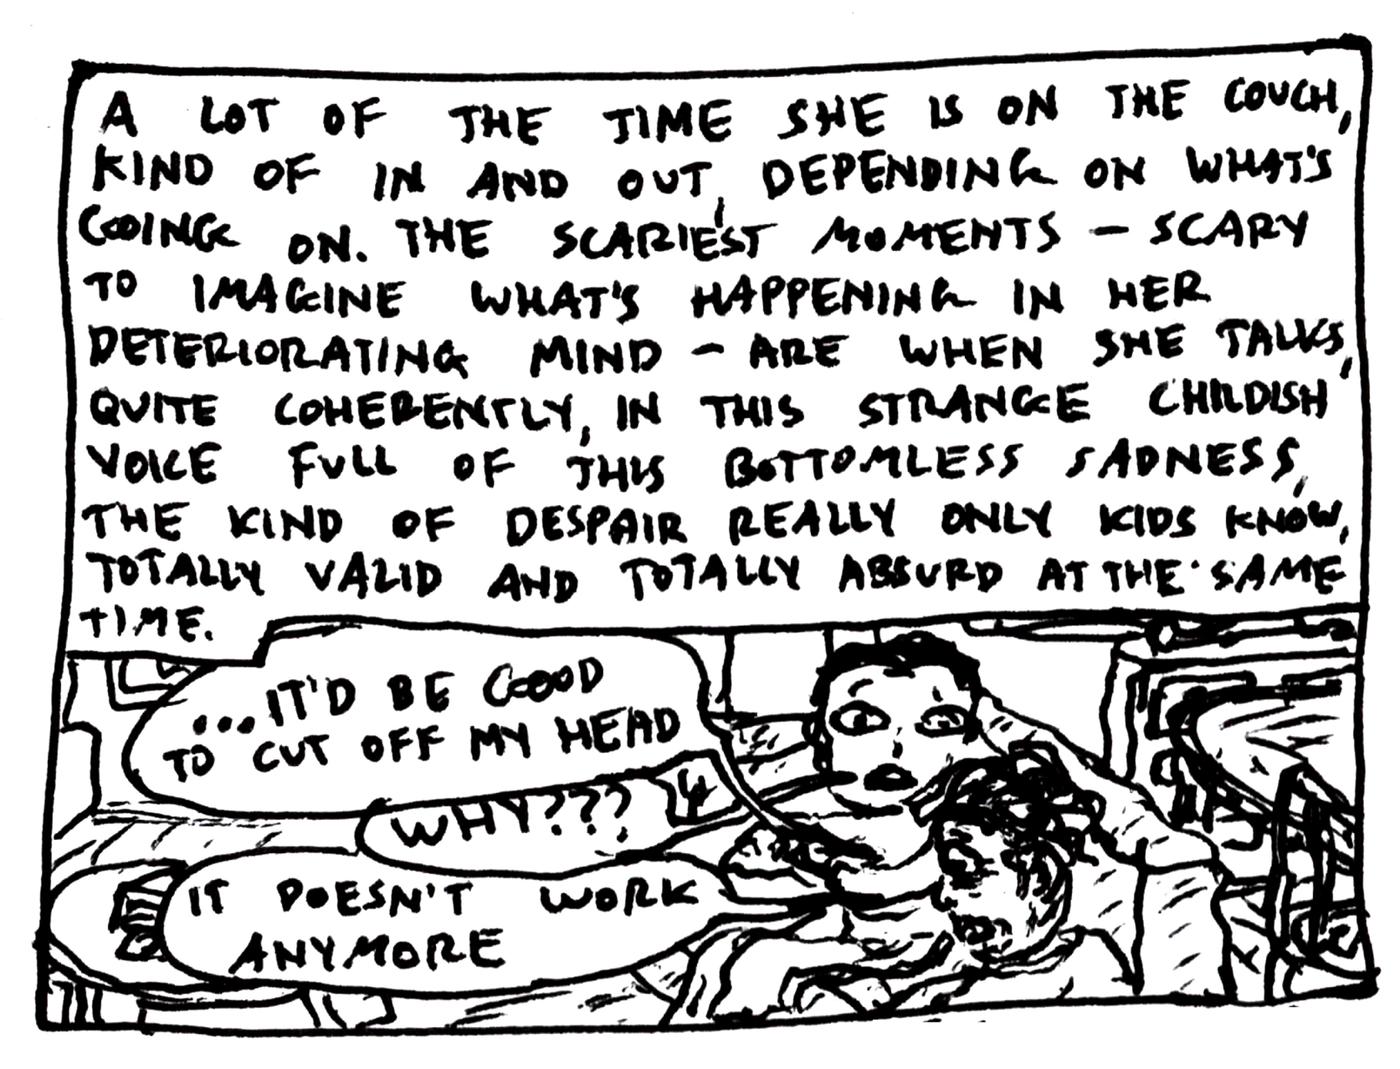 A LOT OF THE TIME SHE IS ON THE COUCH,
KIND OF IN AND OUT, DEPENDING ON WHAT'S
GOING ON. THE SCARIEST MOMENTS – SCARY
TO IMAGINE WHAT'S HAPPENING IN HER
DETERIORATING MIND – ARE WHEN SHE TALKS,
QUITE COHERENTLY, IN THIS STRANGE CHILDISH
VOICE FULL OF THIS BOTTOMLESS SADNESS,
THE KIND OF DESPAIR REALLY ONLY KIDS KNOW,
TOTALLY VALID AND TOTALLY ABSURD AT THE SAME
TIME.
...IT'D BE GOOD
TO CUT OFF MY HEAD
WHY???
IT DOESN'T WORK
ANYMORE